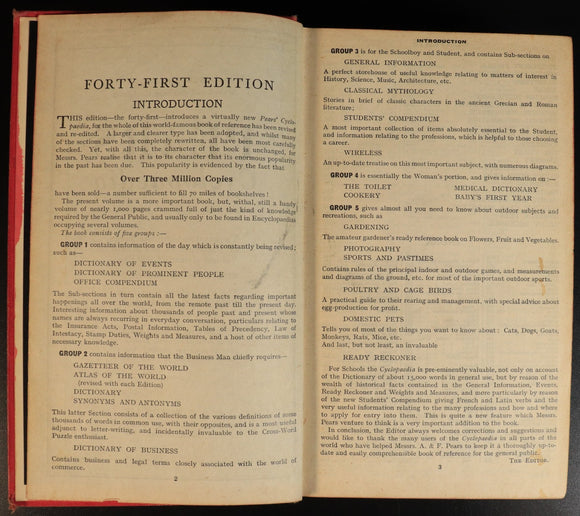 FORTY-FIRST EDITION
INTRODUCTION
THIS edition—the forty-first—introduces a virtually new Pears' Cyclo-
pædia, for the whole of this world-famous book of reference has been revised
and re-edited. A larger and clearer type has been adopted, and whilst many
of the sections have been completely rewritten, all have been most carefully
checked. Yet, with all this, the character of the book is unchanged, for
Messrs. Pears realise that it is to its character that its enormous popularity
in the past has been due. This popularity is evidenced by the fact that
Over Three Million Copies
have been sold—a number sufficient to fill 70 miles of bookshelves!
The present volume is a more important book, but, withal, still a handy
volume of nearly 1,000 pages crammed full of just the kind of knowledge
required by the General Public, and usually only to be found in Encyclopædias
occupying several volumes.
The book consists of five groups :—
GROUP 1 contains information of the day which is constantly being revised;
such as—
DICTIONARY OF EVENTS
DICTIONARY OF PROMINENT PEOPLE
OFFICE COMPENDIUM
The Sub-sections in turn contain all the latest facts regarding important
happenings all over the world, from the remote past till the present day.
Interesting information about thousands of people past and present whose
names are always recurring in everyday conversation, particulars relating to
the Insurance Acts, Postal Information, Tables of Precedency, Law of
Intestacy, Stamp Duties, Weights and Measures, and a host of other items of
necessary knowledge.
GROUP 2 contains information that the Business Man chiefly requires—
GAZETTEER OF THE WORLD
ATLAS OF THE WORLD
(revised with each Edition)
DICTIONARY
SYNONYMS AND ANTONYMS
This latter Section consists of a collection of the various definitions of some
thousands of words in common use, with their opposites, and is a most useful
adjunct to letter-writing, and incidentally invaluable to the Cross-Word
Puzzle enthusiast.
DICTIONARY OF BUSINESS
Contains business and legal terms closely associated with the world of
commerce.
2
INTRODUCTION
GROUP 3 is for the Schoolboy and Student, and contains Sub-sections on
GENERAL INFORMATION
A perfect storehouse of useful knowledge relating to matters of interest in
History, Science, Music, Architecture, etc.
CLASSICAL MYTHOLOGY
Stories in brief of classic characters in the ancient Grecian and Roman
literature;
STUDENTS' COMPENDIUM
A most important collection of items absolutely essential to the Student,
and information relating to the professions, which is helpful to those choosing
a career.
WIRELESS
An up-to-date treatise on this most important subject, with numerous diagrams.
GROUP 4 is essentially the Woman's portion, and gives information on :—
THE TOILET MEDICAL DICTIONARY
COOKERY BABY'S FIRST YEAR
GROUP 5 gives almost all you need to know about outdoor subjects and
recreations, such as
GARDENING
The amateur gardener's ready reference book on Flowers, Fruit and Vegetables.
PHOTOGRAPHY
SPORTS AND PASTIMES
Contains rules of the principal indoor and outdoor games, and measurements
and diagrams of the ground, etc. for most of the important outdoor sports.
POULTRY AND CAGE BIRDS
A practical guide to their rearing and management, with special advice about
egg-production for profit.
DOMESTIC PETS
Tells you of most of the things you want to know about: Cats, Dogs, Goats,
Monkeys, Rats, Mice, etc.
And last, but not least, an invaluable
READY RECKONER
For Schools the Cyclopædia is pre-eminently valuable, not only on account
of the Dictionary of about 15,000 words in general use, but by reason of the
wealth of historical facts contained in the General Information, Events,
Ready Reckoner and Weights and Measures, and more particularly by reason
of the new Students' Compendium giving French and Latin verbs and the
very useful information relating to the many professions and how and where
to apply for entry into them. This is quite a new feature which Messrs.
Pears venture to think is a very important addition to the book.
In conclusion, the Editor always welcomes corrections and suggestions and
would like to thank the many users of the Cyclopædia in all parts of the
world who have helped Messrs. A. & F. Pears to keep it a thoroughly up-to-
date and easily comprehensible book of reference for the general public.
THE EDITOR.
3